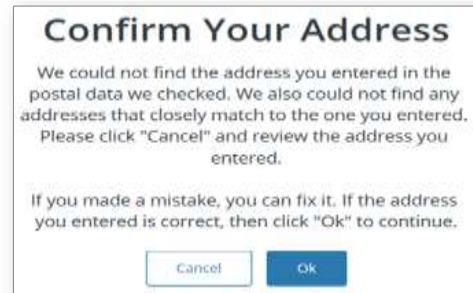 Confirm Your Address
We could not find the address you entered in the
postal data we checked. We also could not find any
addresses that closely match to the one you entered.
Please click "Cancel" and review the address you
entered.
If you made a mistake, you can fix it. If the address
you entered is correct, then click "Ok" to continue.
Cancel
Ok